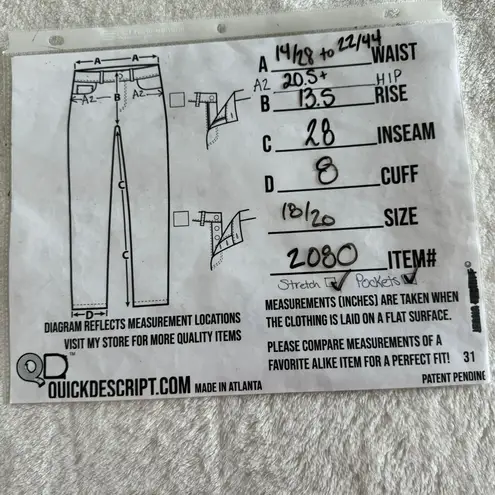 A
A2
A2
B
C
C
D
DIAGRAM REFLECTS MEASUREMENT LOCATIONS
VISIT MY STORE FOR MORE QUALITY ITEMS
QD™
QUICKDESCRIPT.COM MADE IN ATLANTA
A 14/28 to 22/44 WAIST
A2 20.5+ HIP
B 13.5 RISE
C 28 INSEAM
D 8 CUFF
18/20 SIZE
2080 ITEM#
Stretch Pockets
MEASUREMENTS (INCHES) ARE TAKEN WHEN
THE CLOTHING IS LAID ON A FLAT SURFACE.
PLEASE COMPARE MEASUREMENTS OF A
FAVORITE ALIKE ITEM FOR A PERFECT FIT! 31
PATENT PENDING